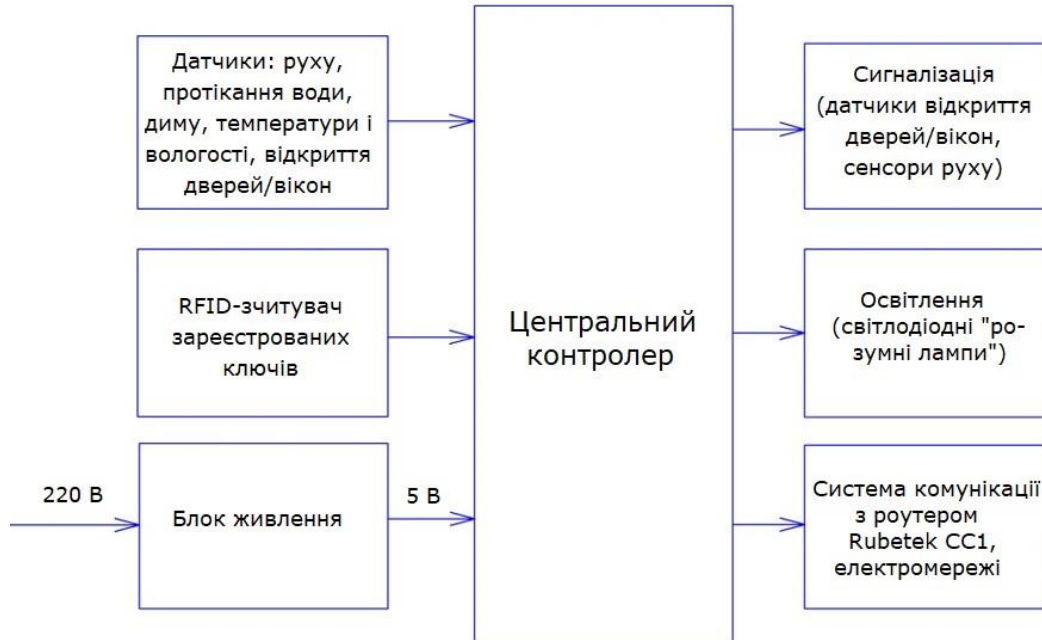 Датчики: руху,
протікання води,
диму, температури і
вологості, відкриття
дверей/вікон
RFID-зчитувач
зареєстрованих
ключів
220 В
Блок живлення
5 В
Центральний
контролер
Сигналізація
(датчики відкриття
дверей/вікон,
сенсори руху)
Освітлення
(світлодіодні "ро-
зумні лампи")
Система комунікації
з роутером
Rubetek CC1,
електромережі